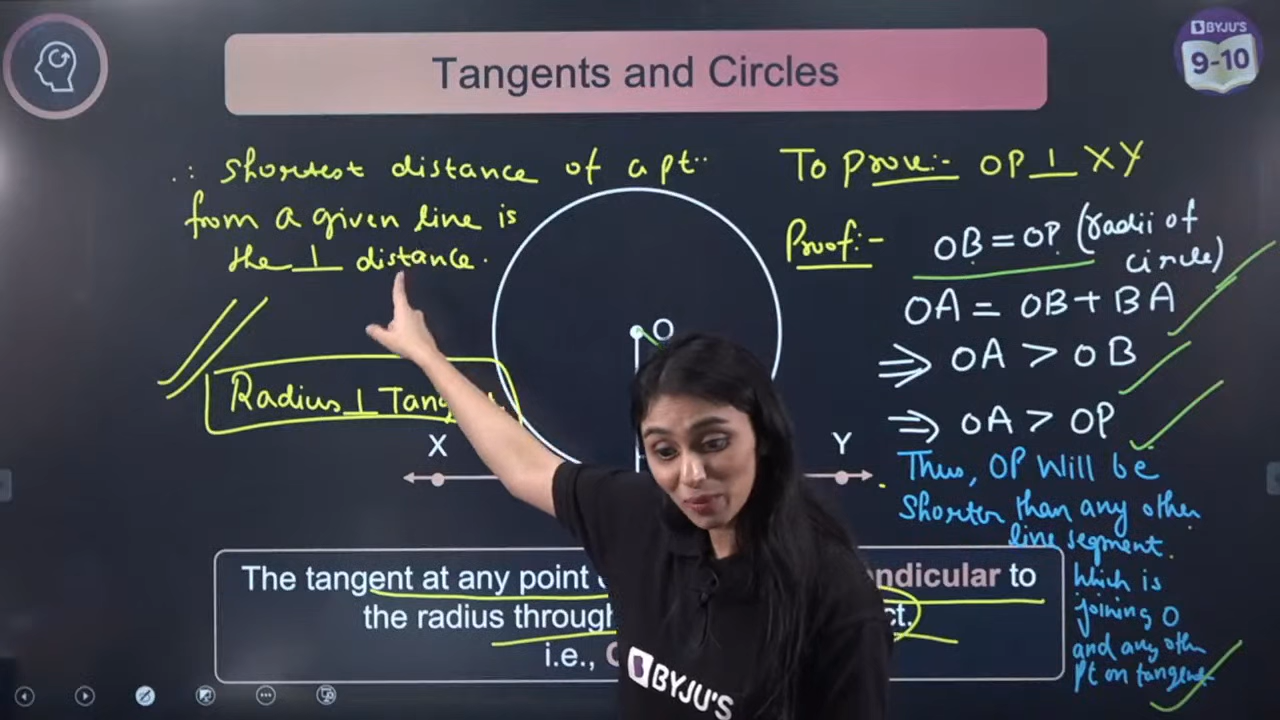 Tangents and Circles
BYJU'S
9-10
∴ Shortest distance of a pt.
from a given line is
the ⊥ distance.
Radius ⊥
O
X
Y
To prove:- OP ⊥ XY
Proof:-
OB = OP (radii of
circle)
OA = OB + BA
⇒ OA > OB
⇒ OA > OP
Thus, OP Will be
Shorter than any other
line segment.
which is
joining O
and any other
pt on tangent
The tangent at any point
to
the radius through
i.e.,
BYJU'S